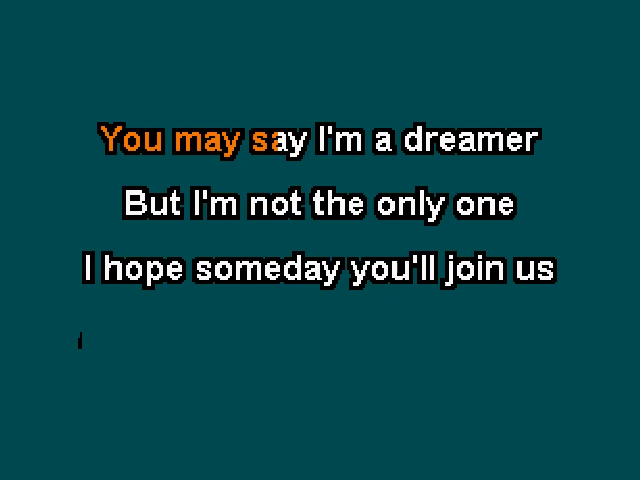 You may say I'm a dreamer
But I'm not the only one
I hope someday you'll join us